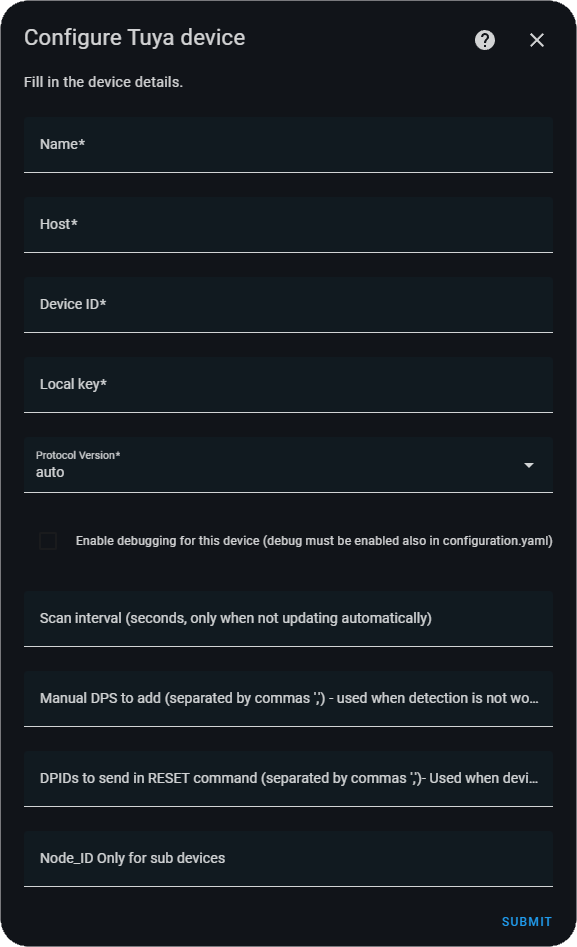 Configure Tuya device
Fill in the device details.
Name*
Host*
Device ID*
Local key*
Protocol Version*
auto
Enable debugging for this device (debug must be enabled also in configuration.yaml)
Scan interval (seconds, only when not updating automatically)
Manual DPS to add (separated by commas ',') - used when detection is not wo...
DPIDs to send in RESET command (separated by commas ',')- Used when devi...
Node_ID Only for sub devices
SUBMIT